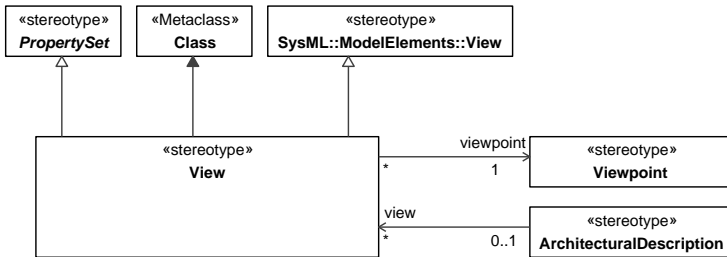 «stereotype»
PropertySet
«Metaclass»
Class
«stereotype»
SysML::ModelElements::View
«stereotype»
View
viewpoint
*
1
«stereotype»
Viewpoint
view
*
0..1
«stereotype»
ArchitecturalDescription